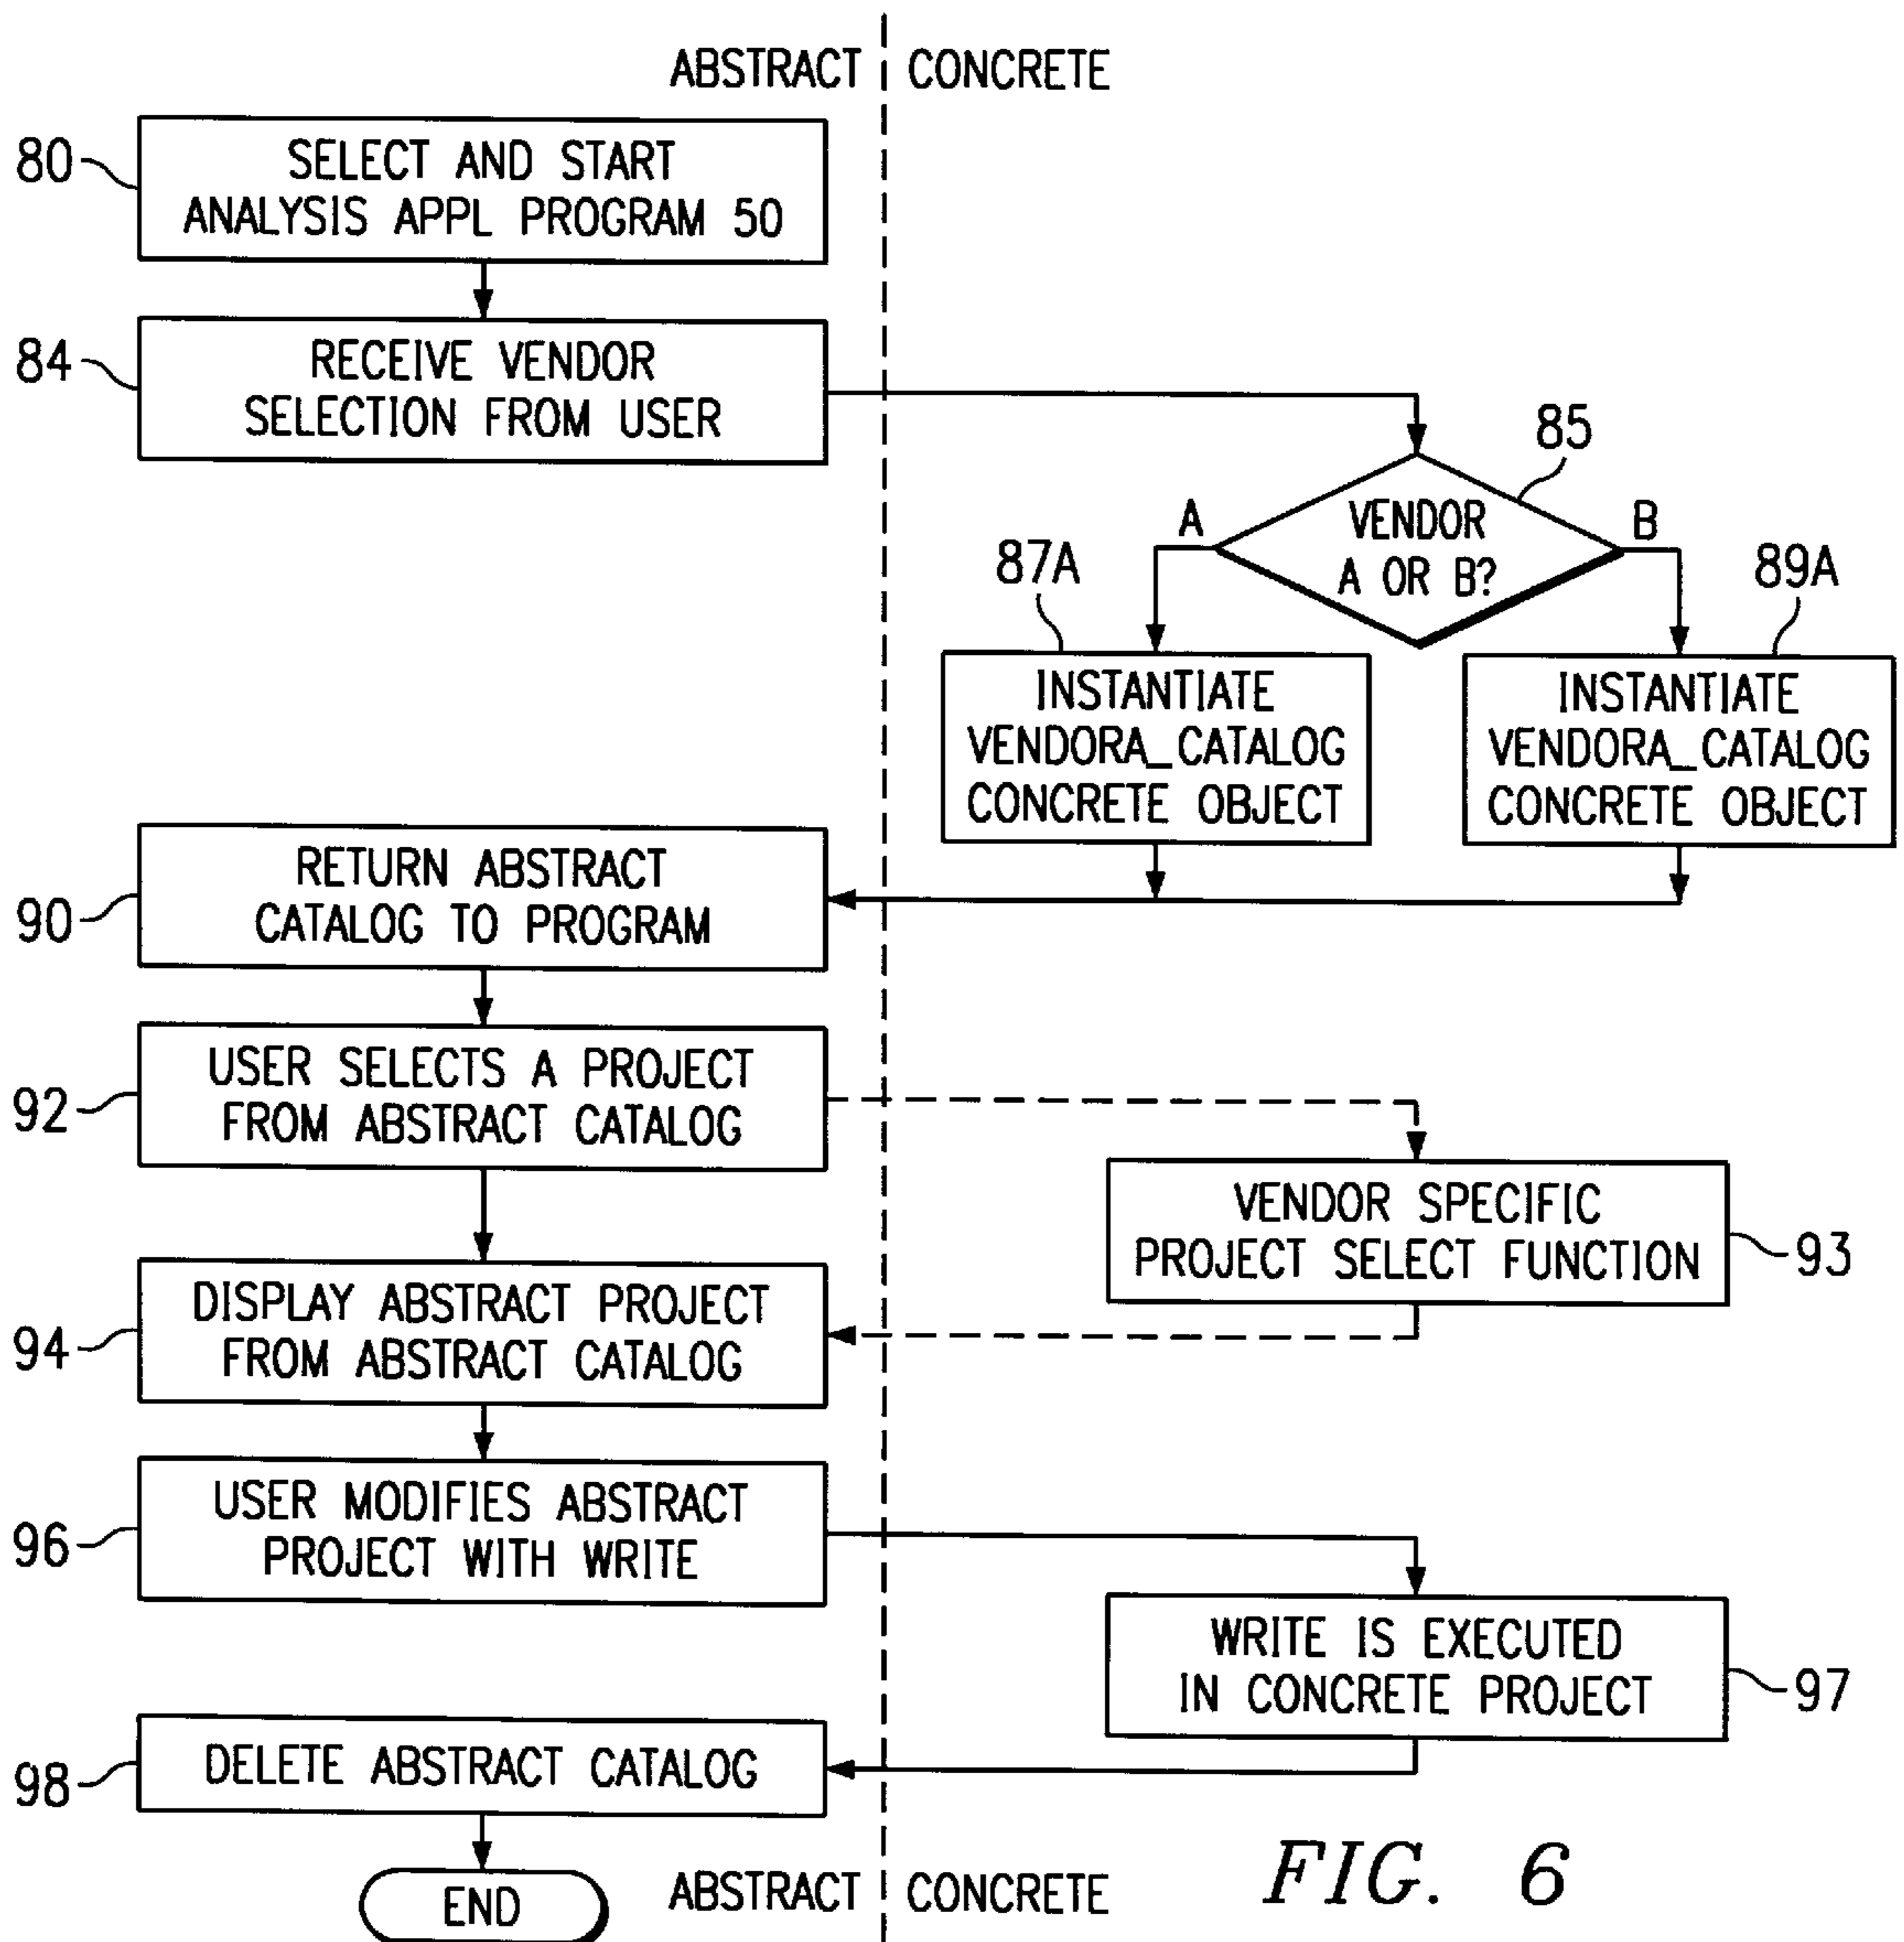 ABSTRACT CONCRETE
80
SELECT AND START
ANALYSIS APPL PROGRAM 50
84
RECEIVE VENDOR
SELECTION FROM USER
85
VENDOR
A OR B?
A
B
87A
INSTANTIATE
VENDORA_CATALOG
CONCRETE OBJECT
89A
INSTANTIATE
VENDORA_CATALOG
CONCRETE OBJECT
90
RETURN ABSTRACT
CATALOG TO PROGRAM
92
USER SELECTS A PROJECT
FROM ABSTRACT CATALOG
VENDOR SPECIFIC
PROJECT SELECT FUNCTION
93
94
DISPLAY ABSTRACT PROJECT
FROM ABSTRACT CATALOG
96
USER MODIFIES ABSTRACT
PROJECT WITH WRITE
WRITE IS EXECUTED
IN CONCRETE PROJECT
97
98
DELETE ABSTRACT CATALOG
END
ABSTRACT CONCRETE
FIG. 6